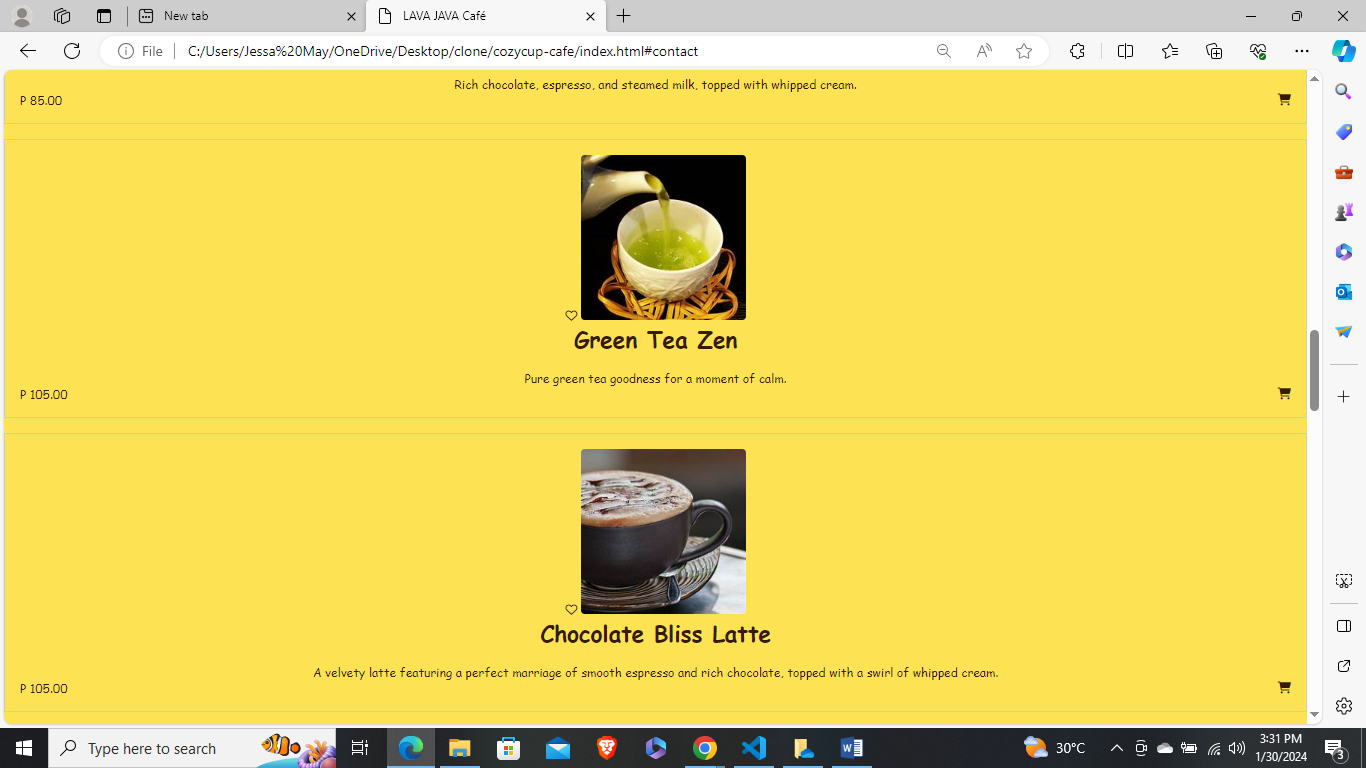 New tab
LAVA JAVA Café
File
C:/Users/Jessa%20May/OneDrive/Desktop/clone/cozycup-cafe/index.html#contact
Rich chocolate, espresso, and steamed milk, topped with whipped cream.
P 85.00
Green Tea Zen
Pure green tea goodness for a moment of calm.
P 105.00
Chocolate Bliss Latte
A velvety latte featuring a perfect marriage of smooth espresso and rich chocolate, topped with a swirl of whipped cream.
P 105.00
Type here to search
30°C
3:31 PM
1/30/2024
3